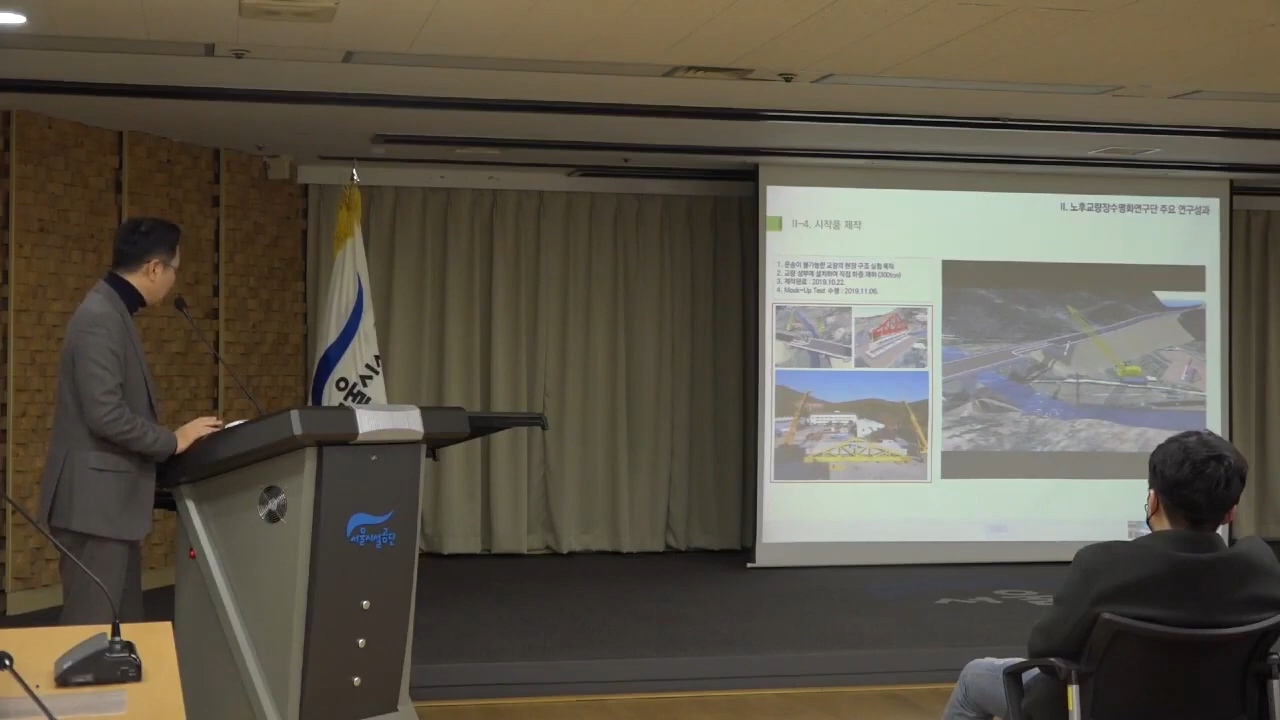 II. 노후교량장수명화연구단 주요 연구성과
II-4. 시작품 제작
1. 운송이 불가능한 교량의 현장 구조 실험 목적
2. 교량 상부에 설치하여 직접 하중 재하 (300ton)
3. 제작완료 : 2019.10.22.
4. Mock-Up Test 수행 : 2019.11.06.
서울시설공단